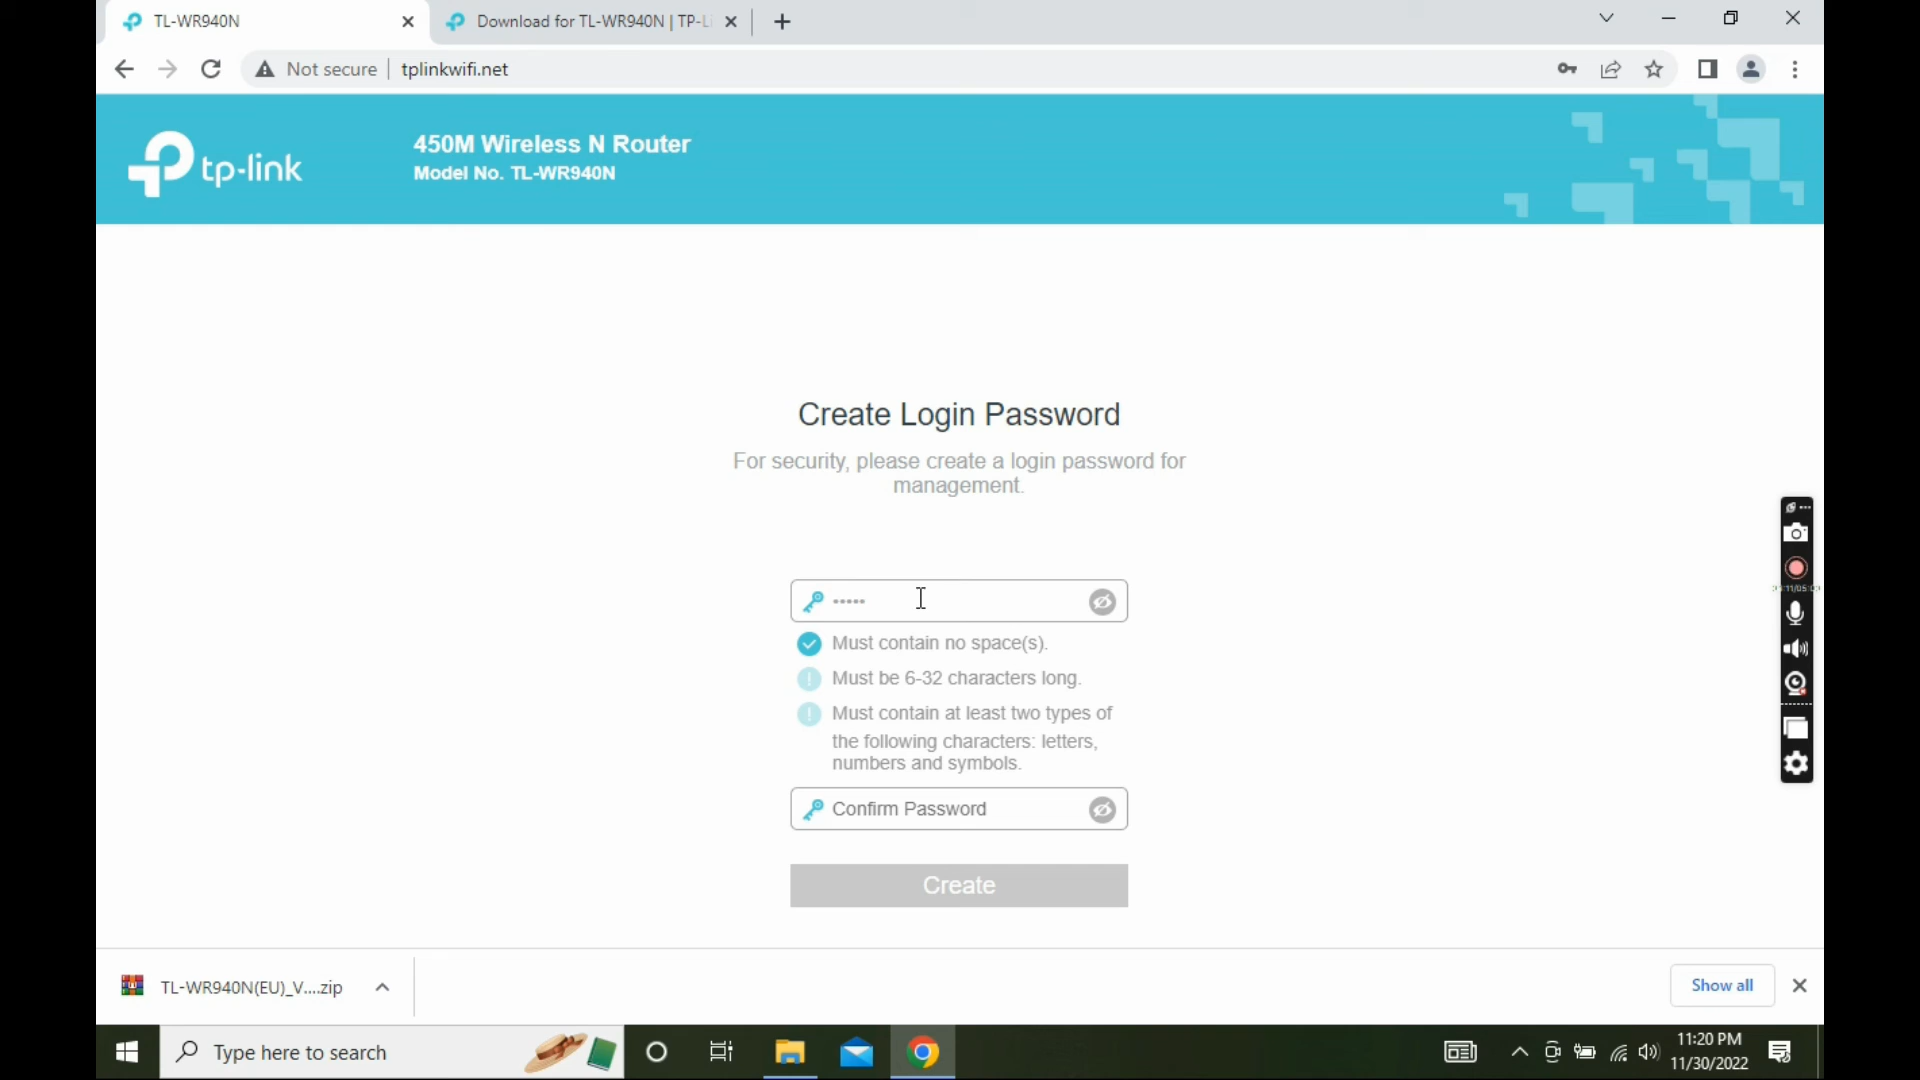 TL-WR940N
Download for TL-WR940N | TP-Li
Not secure
tplinkwifi.net
tp-link
450M Wireless N Router
Model No. TL-WR940N
Create Login Password
For security, please create a login password for
management.
-----
Must contain no space(s).
Must be 6-32 characters long.
Must contain at least two types of
the following characters: letters,
numbers and symbols.
Confirm Password
Create
TL-WR940N(EU)_V....zip
Show all
Type here to search
11:20 PM
11/30/2022